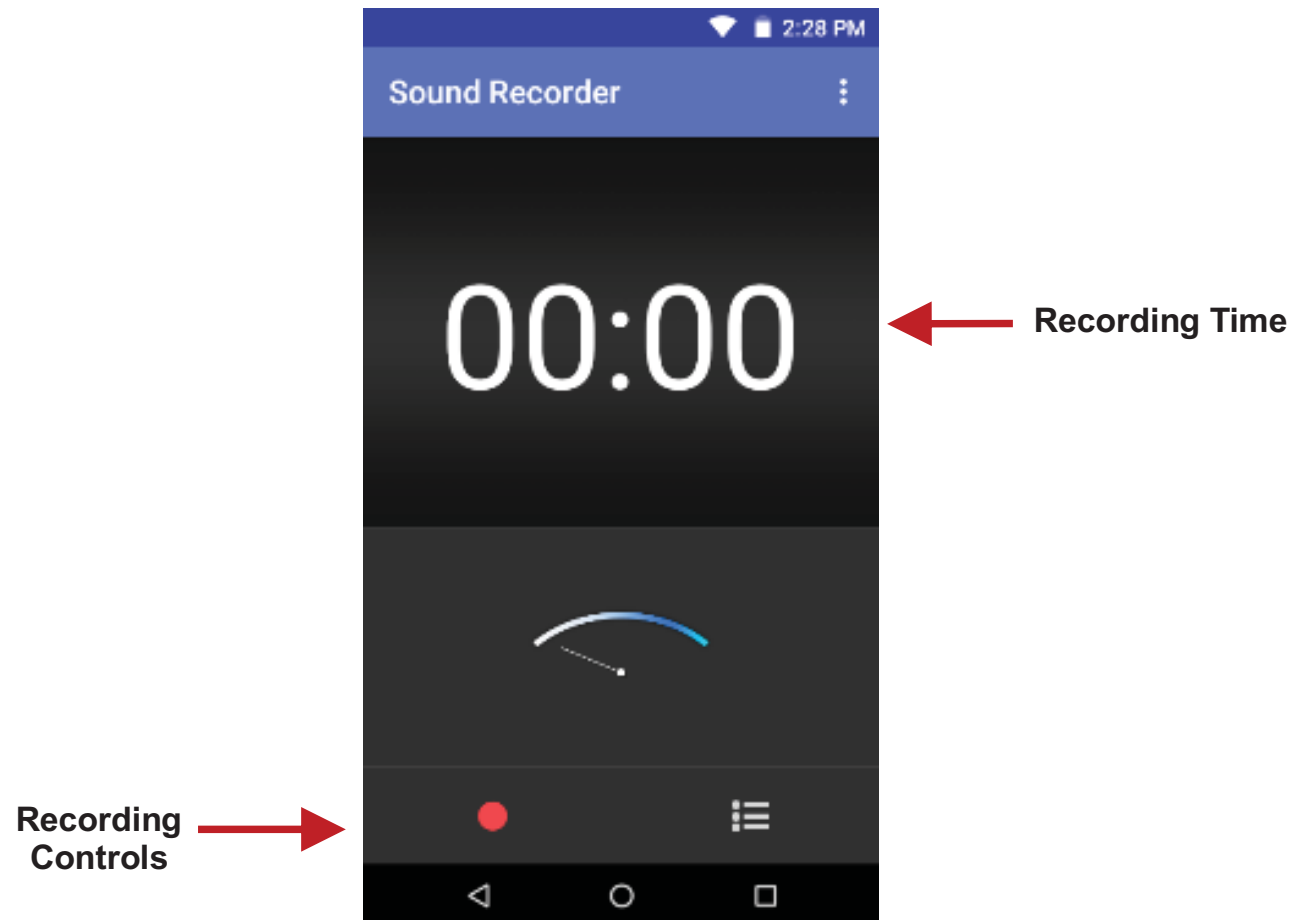 2:28 PM
Sound Recorder
00:00
Recording Time
Recording
Controls